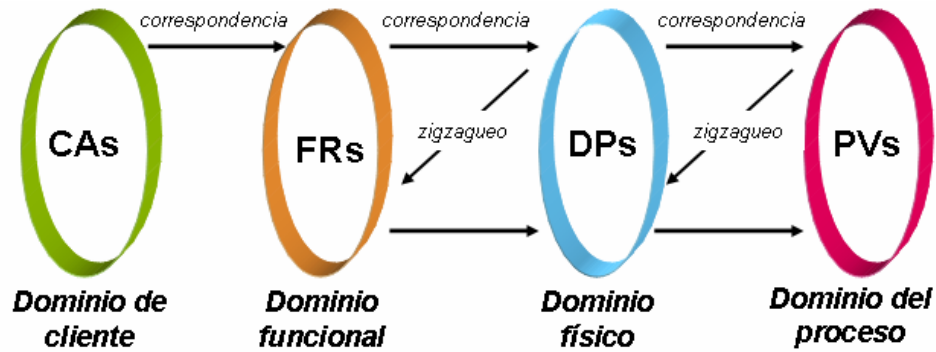 correspondencia correspondencia correspondencia
zigzagueo zigzagueo
CAs FRs DPs PVs
Dominio de
cliente
Dominio
funcional
Dominio
físico
Dominio del
proceso